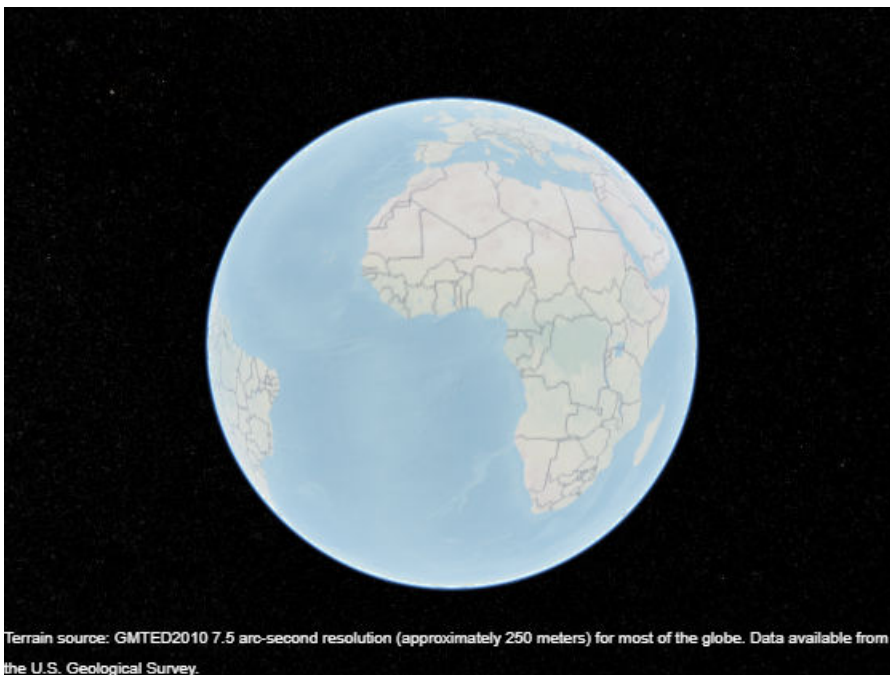 Terrain source: GMTED2010 7.5 arc-second resolution (approximately 250 meters) for most of the globe. Data available from
the U.S. Geological Survey.